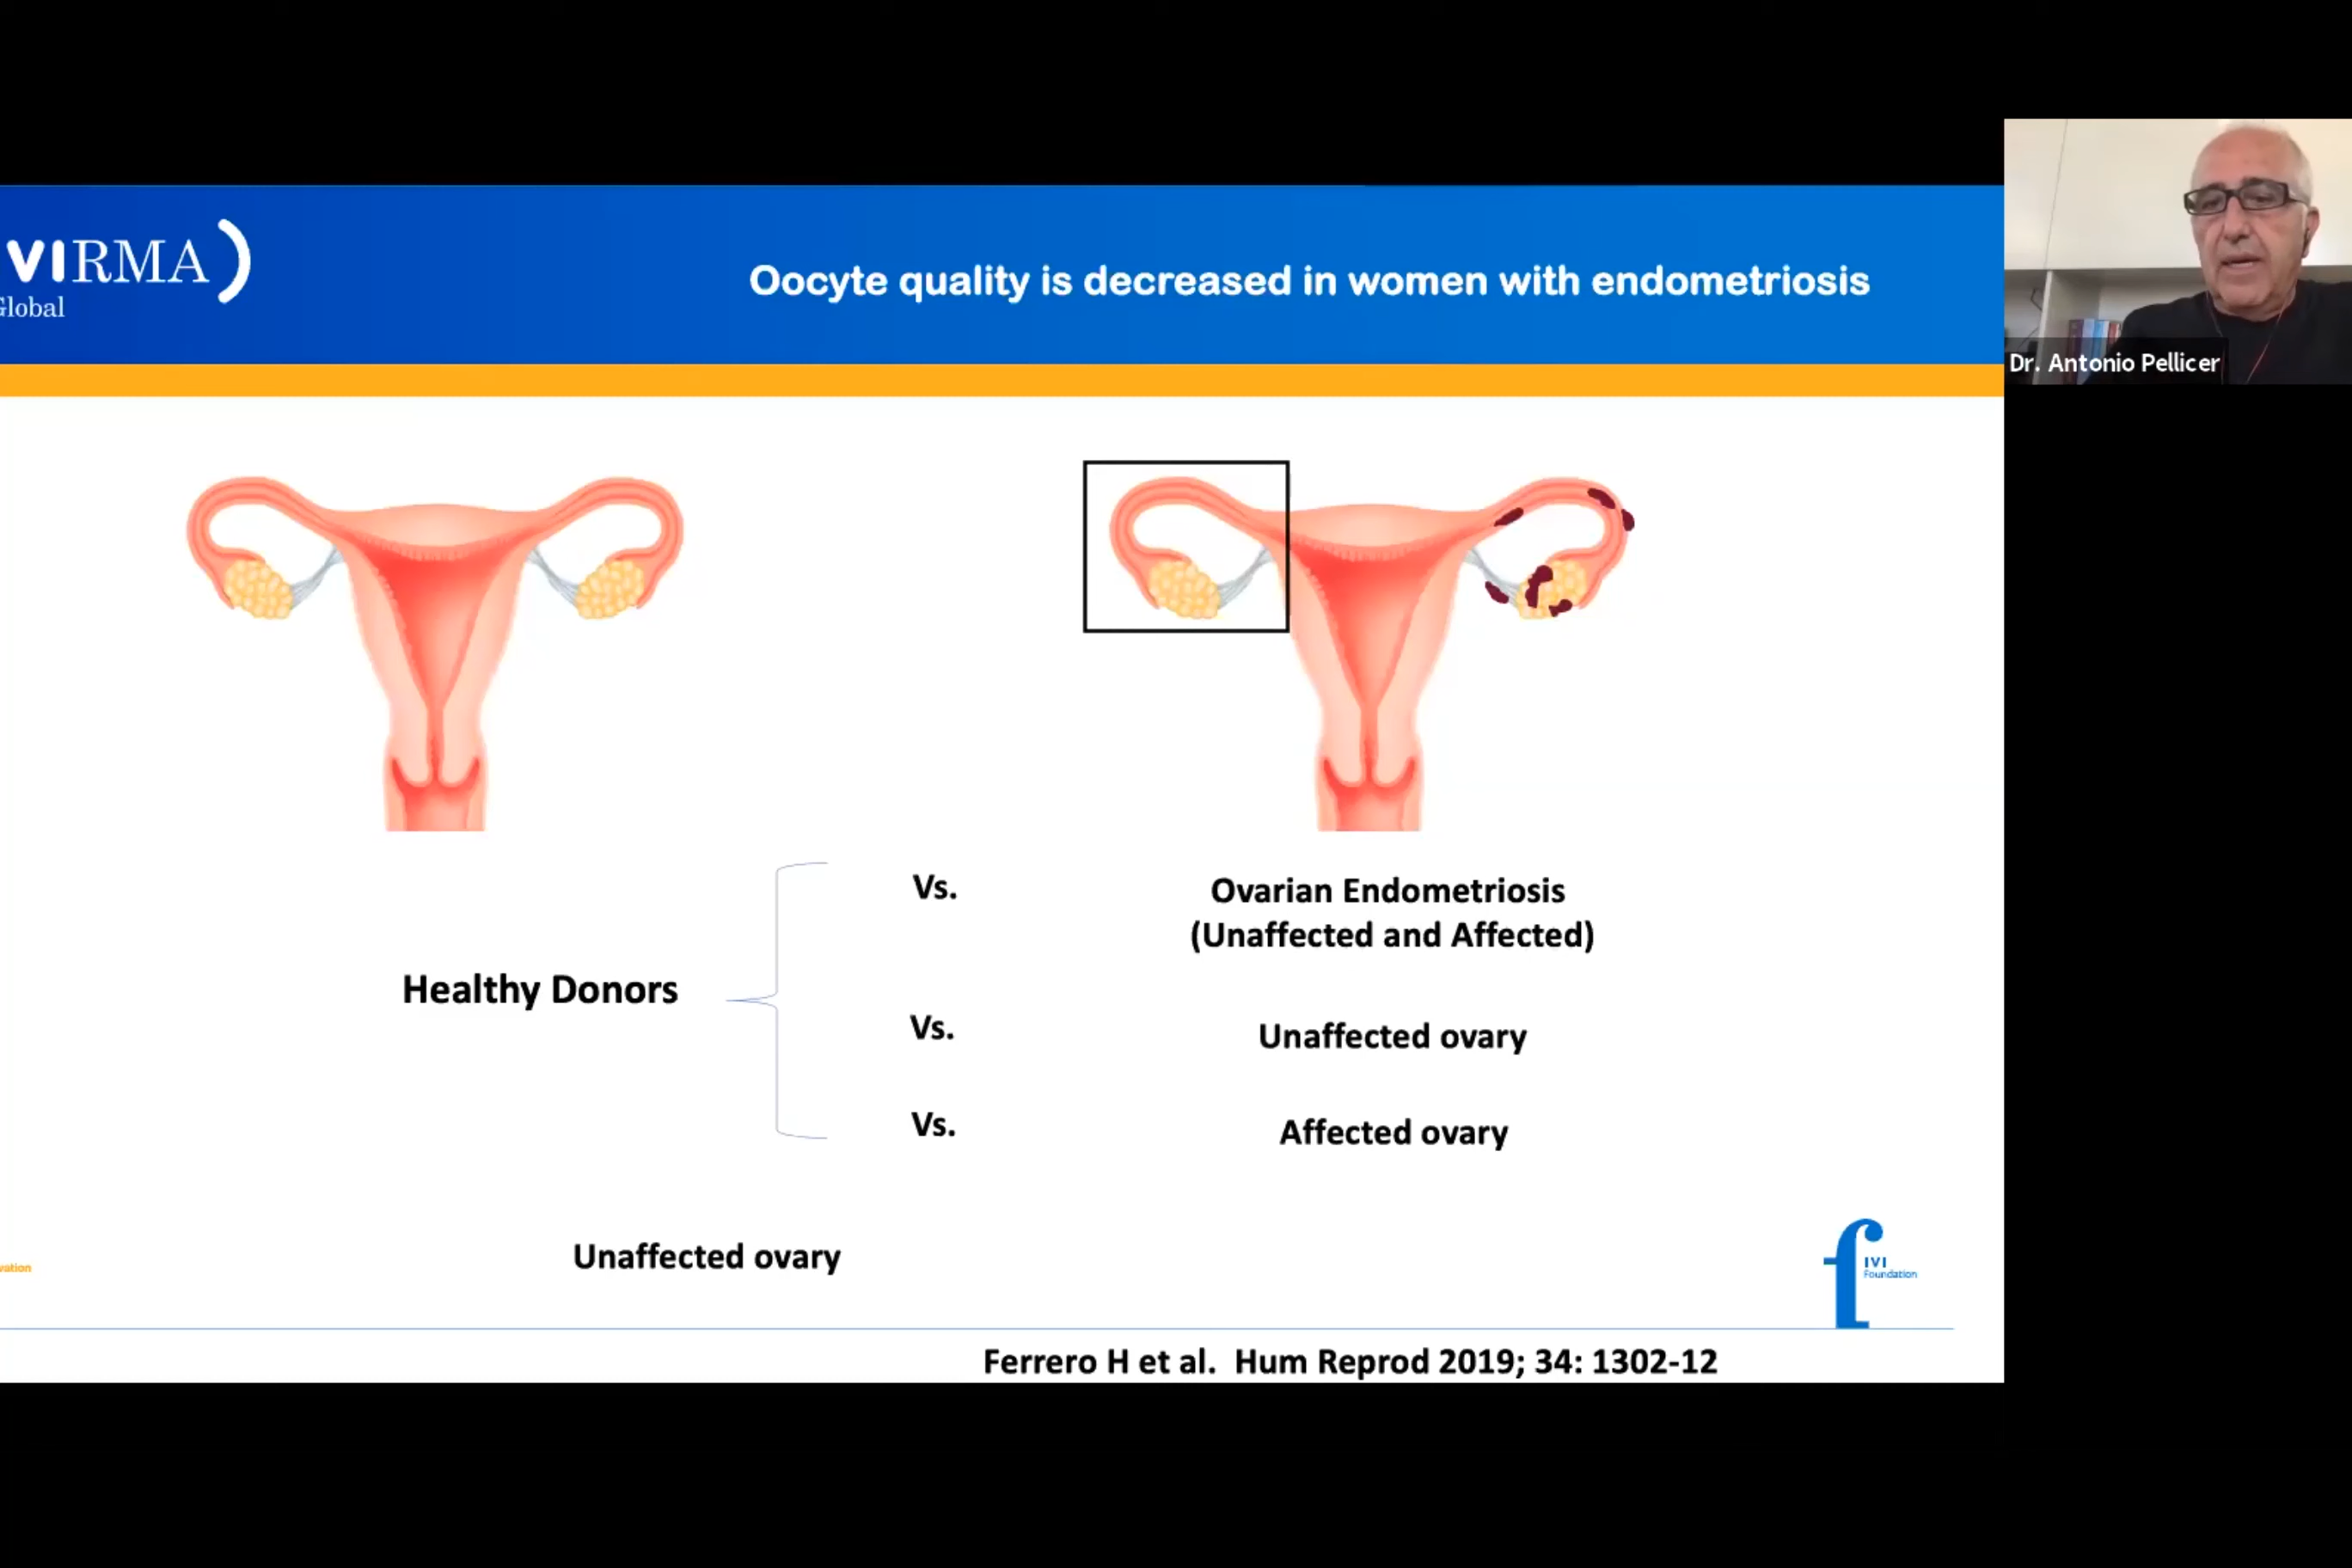 VIRMA
Global
Oocyte quality is decreased in women with endometriosis
Dr. Antonio Pellicer
Vs.
Ovarian Endometriosis
(Unaffected and Affected)
Healthy Donors
Vs.
Unaffected ovary
Vs.
Affected ovary
Unaffected ovary
vation
IVI
Foundation
Ferrero H et al. Hum Reprod 2019; 34: 1302-12